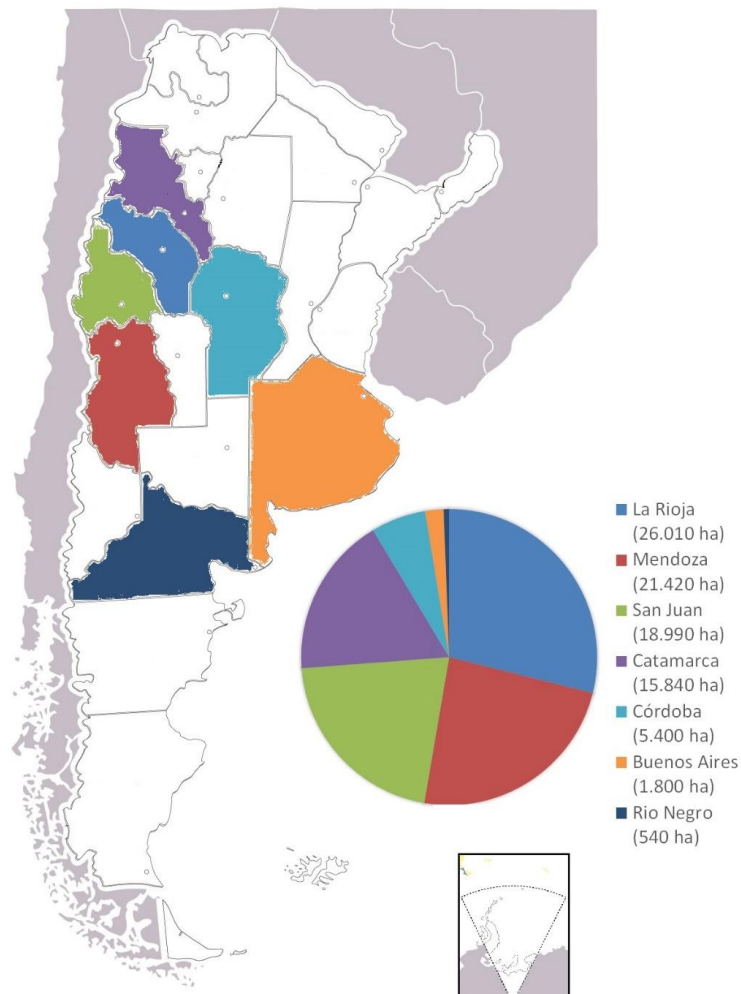 La Rioja
(26.010 ha)
Mendoza
(21.420 ha)
San Juan
(18.990 ha)
Catamarca
(15.840 ha)
Córdoba
(5.400 ha)
Buenos Aires
(1.800 ha)
Rio Negro
(540 ha)